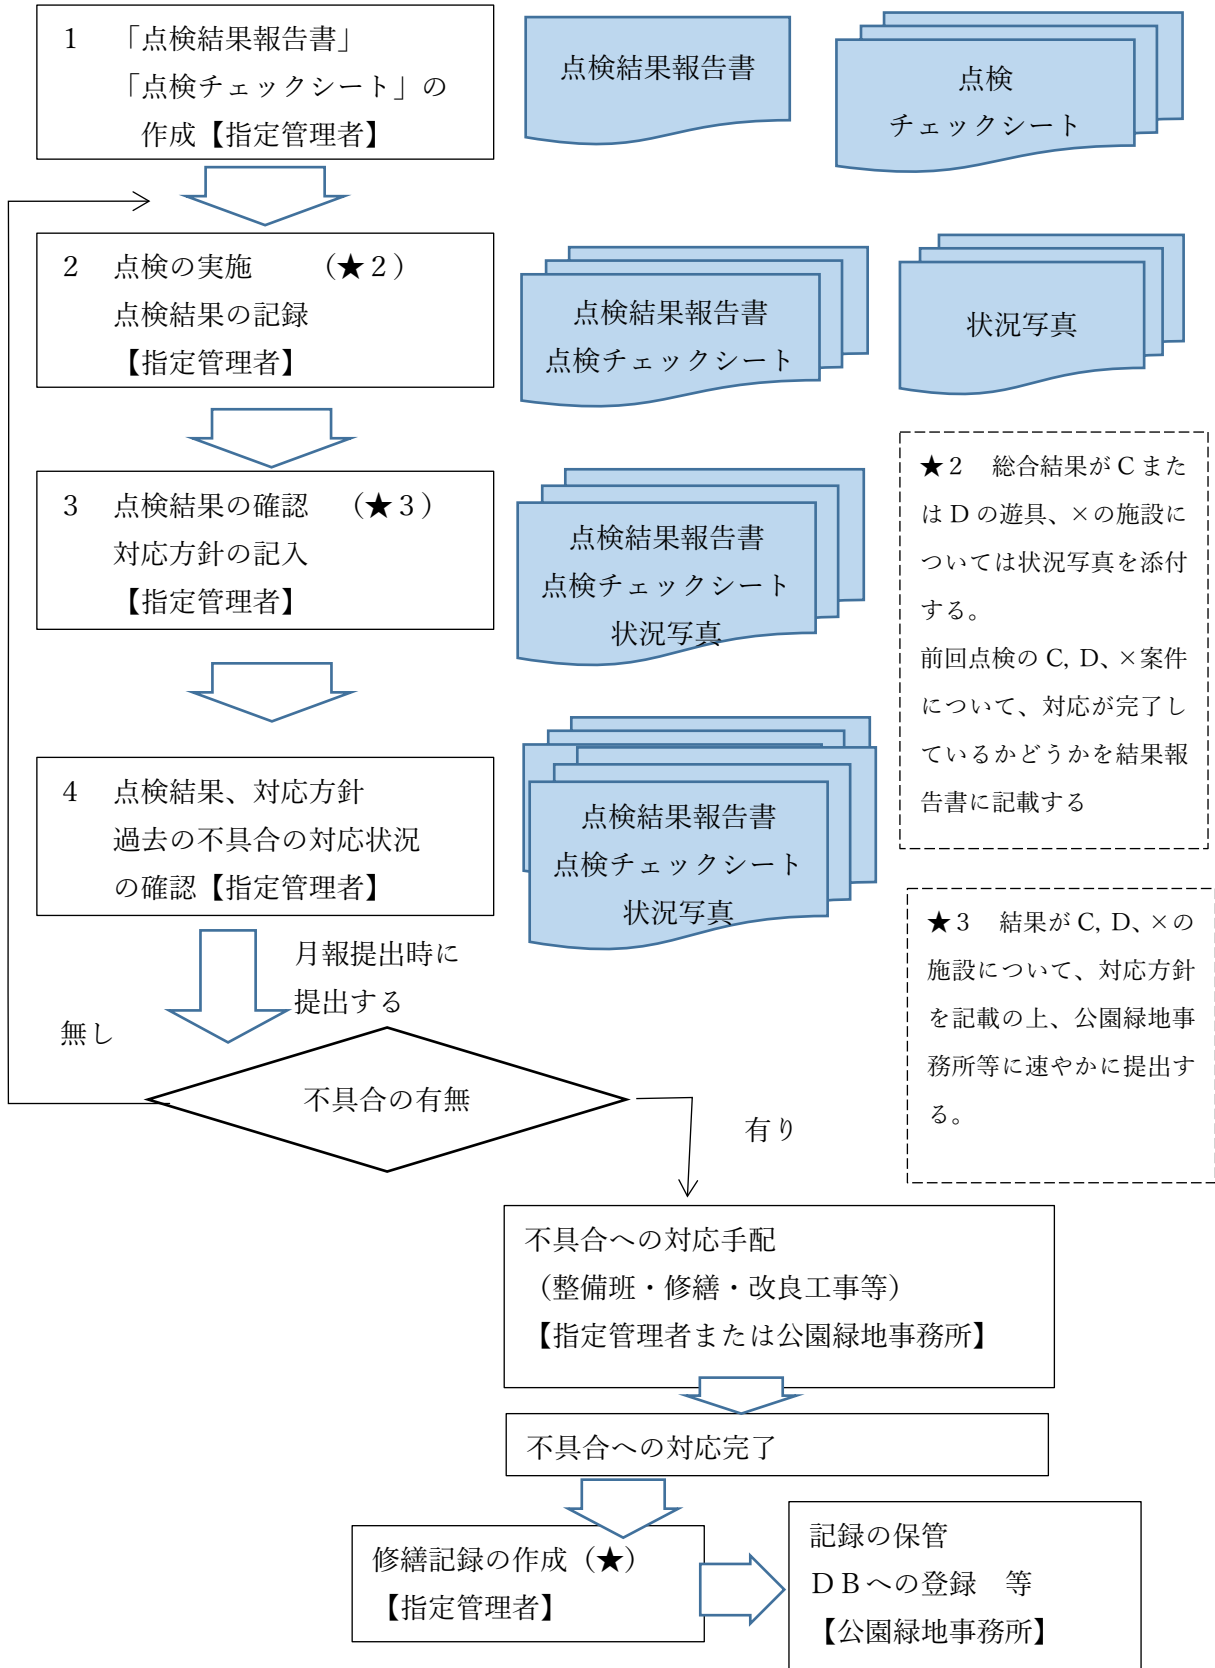 1 「点検結果報告書」
「点検チェックシート」の
作成【指定管理者】
点検結果報告書
点検
チェックシート
2 点検の実施 （★２）
点検結果の記録
【指定管理者】
点検結果報告書
点検チェックシート
状況写真
3 点検結果の確認 （★３）
対応方針の記入
【指定管理者】
点検結果報告書
点検チェックシート
状況写真
★２ 総合結果が C また
は D の遊具、×の施設に
ついては状況写真を添付
する。
前回点検の C, D、×案件
について、対応が完了し
ているかどうかを結果報
告書に記載する
4 点検結果、対応方針
過去の不具合の対応状況
の確認【指定管理者】
点検結果報告書
点検チェックシート
状況写真
★３ 結果が C, D、×の
施設について、対応方針
を記載の上、公園緑地事
務所等に速やかに提出す
る。
月報提出時に
提出する
無し
不具合の有無
有り
不具合への対応手配
（整備班・修繕・改良工事等）
【指定管理者または公園緑地事務所】
不具合への対応完了
修繕記録の作成（★）
【指定管理者】
記録の保管
ＤＢへの登録 等
【公園緑地事務所】